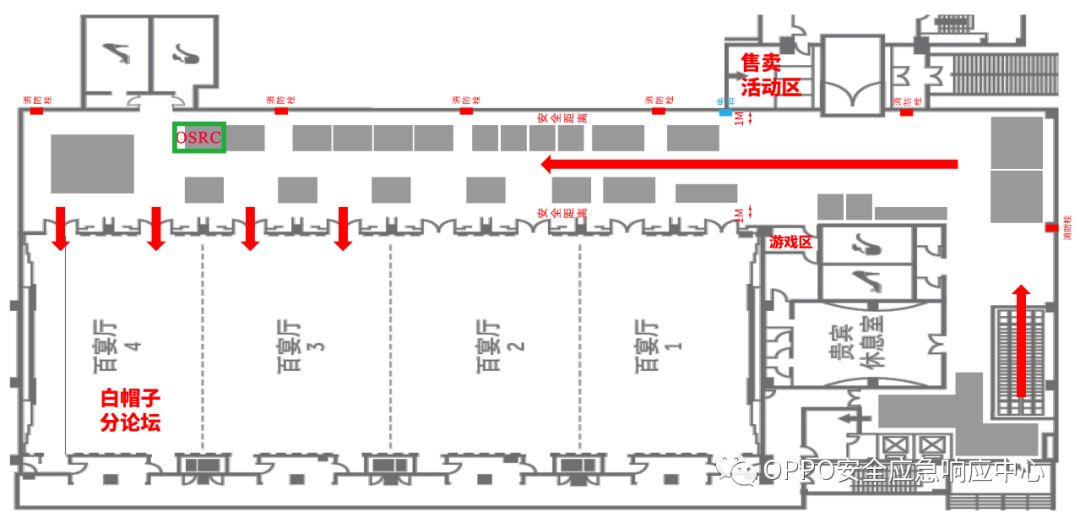 售卖
活动区
消防栓
消防栓
消防栓
消防栓
消防栓
安全距离
1M
OSRC
安全距离
1M
消防栓
游戏区
百宴厅
4
百宴厅
3
百宴厅
2
百宴厅
1
贵宾
休息室
白帽子
分论坛
OPPO安全应急响应中心